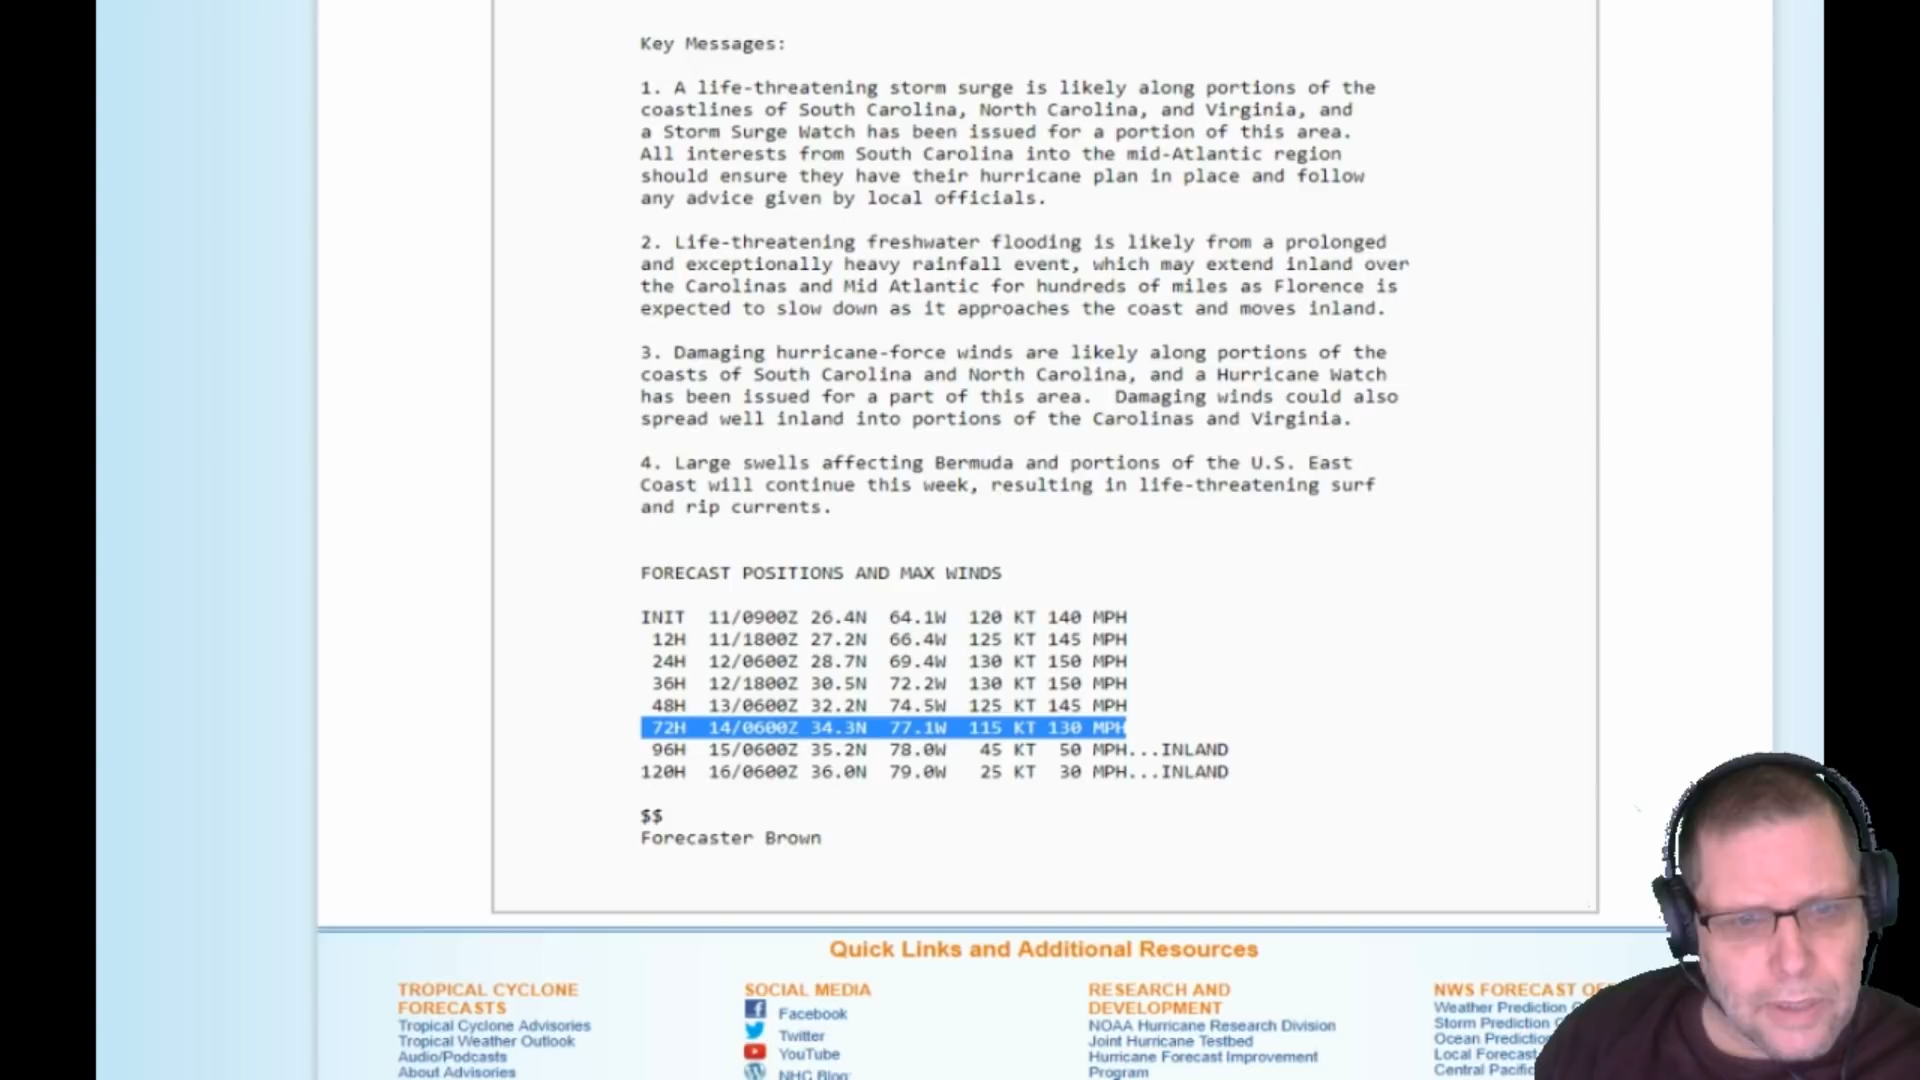 Key Messages:
1. A life-threatening storm surge is likely along portions of the
coastlines of South Carolina, North Carolina, and Virginia, and
a Storm Surge Watch has been issued for a portion of this area.
All interests from South Carolina into the mid-Atlantic region
should ensure they have their hurricane plan in place and follow
any advice given by local officials.
2. Life-threatening freshwater flooding is likely from a prolonged
and exceptionally heavy rainfall event, which may extend inland over
the Carolinas and Mid Atlantic for hundreds of miles as Florence is
expected to slow down as it approaches the coast and moves inland.
3. Damaging hurricane-force winds are likely along portions of the
coasts of South Carolina and North Carolina, and a Hurricane Watch
has been issued for a part of this area.  Damaging winds could also
spread well inland into portions of the Carolinas and Virginia.
4. Large swells affecting Bermuda and portions of the U.S. East
Coast will continue this week, resulting in life-threatening surf
and rip currents.
FORECAST POSITIONS AND MAX WINDS
INIT  11/0900Z 26.4N  64.1W  120 KT 140 MPH
12H  11/1800Z 27.2N  66.4W  125 KT 145 MPH
24H  12/0600Z 28.7N  69.4W  130 KT 150 MPH
36H  12/1800Z 30.5N  72.2W  130 KT 150 MPH
48H  13/0600Z 32.2N  74.5W  125 KT 145 MPH
72H  14/0600Z 34.3N  77.1W  115 KT 130 MPH
96H  15/0600Z 35.2N  78.0W   45 KT  50 MPH...INLAND
120H  16/0600Z 36.0N  79.0W   25 KT  30 MPH...INLAND
$$
Forecaster Brown
Quick Links and Additional Resources
TROPICAL CYCLONE
FORECASTS
Tropical Cyclone Advisories
Tropical Weather Outlook
Audio/Podcasts
About Advisories
SOCIAL MEDIA
Facebook
Twitter
YouTube
NHC Blog:
RESEARCH AND
DEVELOPMENT
NOAA Hurricane Research Division
Joint Hurricane Testbed
Hurricane Forecast Improvement
Program
NWS FORECAST
Weather Prediction
Storm Prediction
Ocean
Local Forecast
Central Pacific